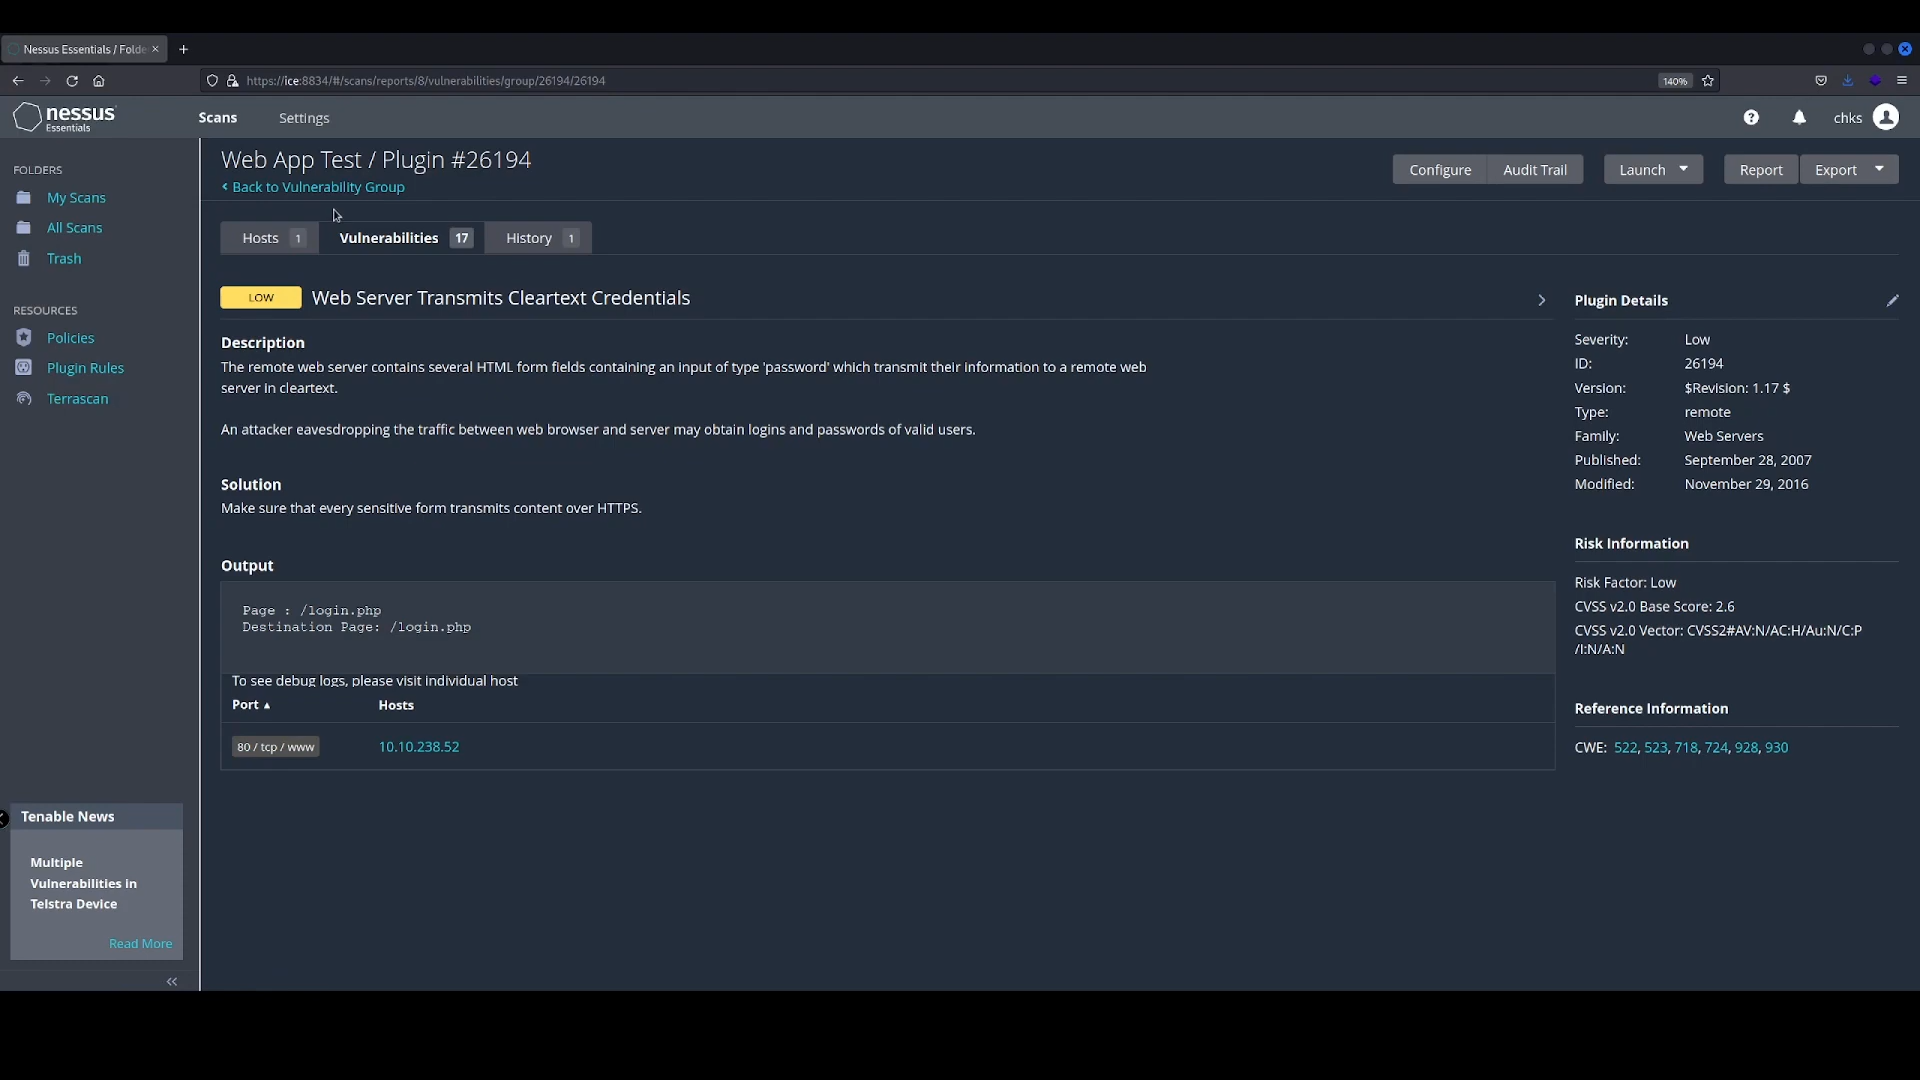 Nessus Essentials / Folde
https://ice:8834/#/scans/reports/8/vulnerabilities/group/26194/26194
140%
nessus
Essentials
Scans
Settings
chks
FOLDERS
My Scans
All Scans
Trash
RESOURCES
Policies
Plugin Rules
Terrascan
Tenable News
Multiple
Vulnerabilities in
Telstra Device
Read More
Web App Test / Plugin #26194
< Back to Vulnerability Group
Configure
Audit Trail
Launch
Report
Export
Hosts 1
Vulnerabilities 17
History 1
LOW
Web Server Transmits Cleartext Credentials
Description
The remote web server contains several HTML form fields containing an input of type 'password' which transmit their information to a remote web
server in cleartext.
An attacker eavesdropping the traffic between web browser and server may obtain logins and passwords of valid users.
Solution
Make sure that every sensitive form transmits content over HTTPS.
Output
Page : /login.php
Destination Page: /login.php
To see debug logs, please visit individual host
Port ▲ Hosts
80 / tcp / www 10.10.238.52
Plugin Details
Severity: Low
ID: 26194
Version: $Revision: 1.17 $
Type: remote
Family: Web Servers
Published: September 28, 2007
Modified: November 29, 2016
Risk Information
Risk Factor: Low
CVSS v2.0 Base Score: 2.6
CVSS v2.0 Vector: CVSS2#AV:N/AC:H/Au:N/C:P
/I:N/A:N
Reference Information
CWE: 522, 523, 718, 724, 928, 930